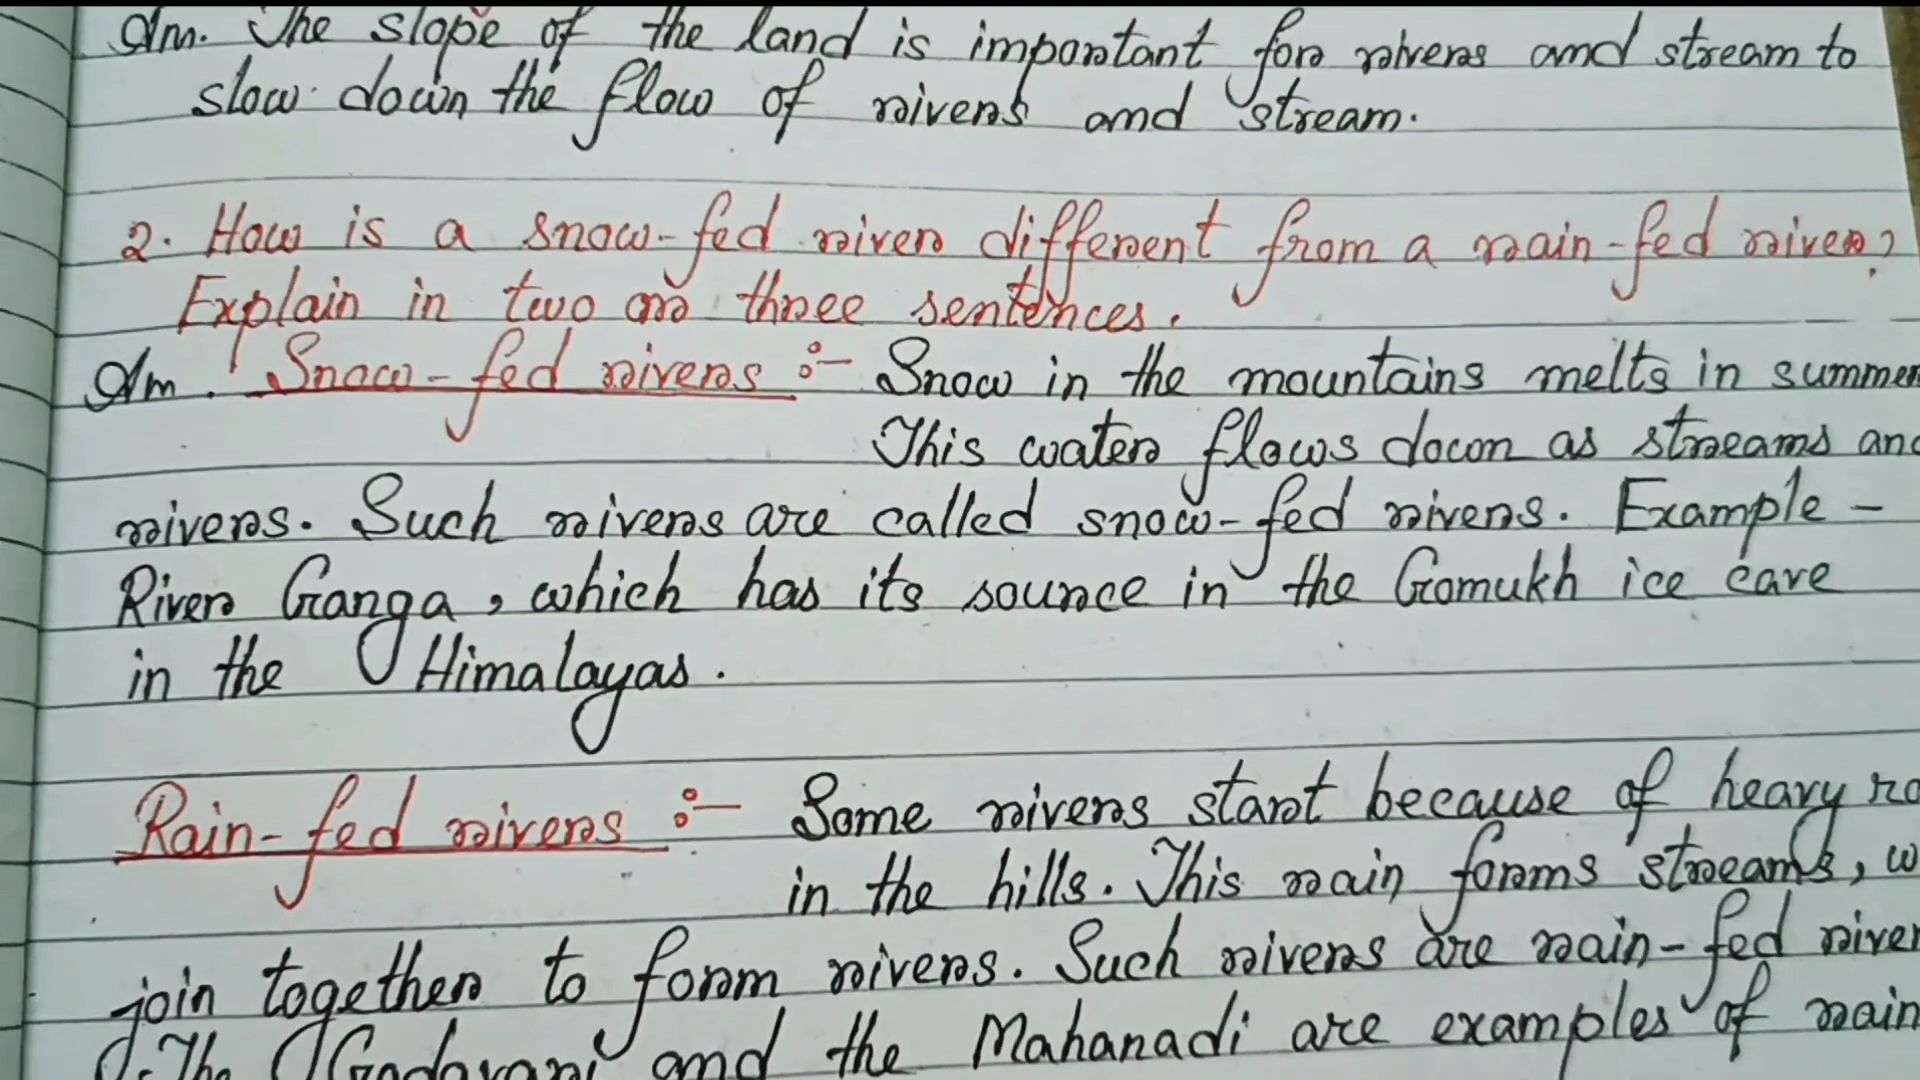 Ans. The slope of the land is important for rivers and stream to
slow down the flow of rivers and stream.
2. How is a snow-fed river different from a rain-fed river?
Explain in two or three sentences.
Ans. Snow-fed rivers :- Snow in the mountains melts in summer
This water flows down as streams and
rivers. Such rivers are called snow-fed rivers. Example -
River Ganga, which has its source in the Gomukh ice cave
in the Himalayas.
Rain-fed rivers :- Some rivers start because of heavy
in the hills. This rain forms streams,
join together to form rivers. Such rivers are rain-fed river
. The Godavari and the Mahanadi are examples of rain